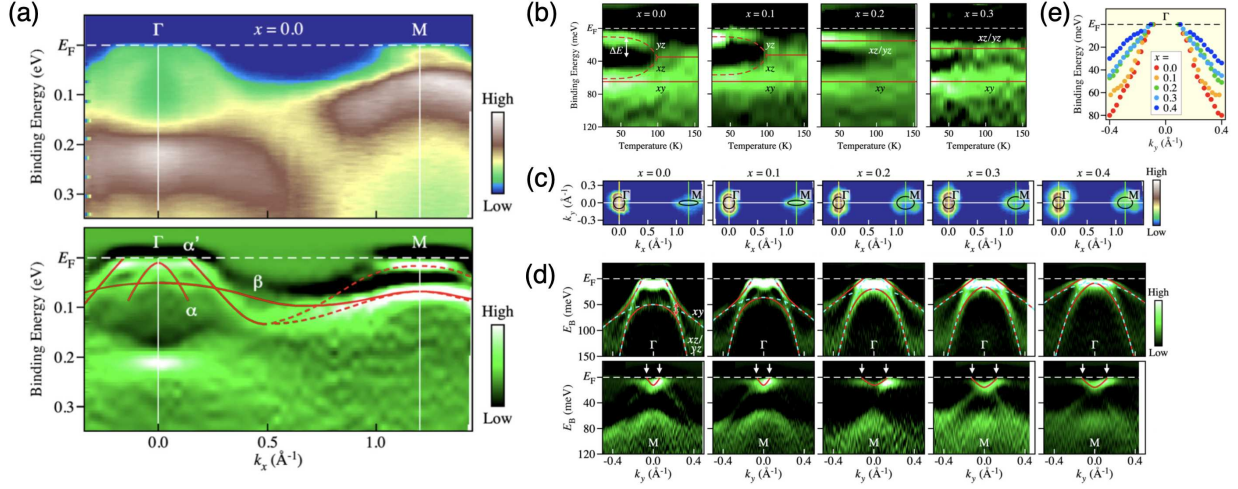 (a)
Γ x = 0.0 M
E_F
0.1
0.2
0.3
Binding Energy (eV)
High
Low
Γ α' M
E_F
β
α
0.1
0.2
0.3
Binding Energy (eV)
High
Low
0.0 0.5 1.0
k_x (Å⁻¹)
(b)
x = 0.0 x = 0.1 x = 0.2 x = 0.3
E_F
40
80
120
Binding Energy (meV)
ΔE
yz
xz
xy
yz
xz
xy
xz/yz
xy
xz/yz
xy
50 100 150 50 100 150 50 100 150 50 100 150
Temperature (K) Temperature (K) Temperature (K) Temperature (K)
(c)
x = 0.0 x = 0.1 x = 0.2 x = 0.3 x = 0.4
0.3
0.0
-0.3
k_y (Å⁻¹)
Γ M Γ M Γ M Γ M Γ M
High
Low
0.0 0.5 1.0 0.0 0.5 1.0 0.0 0.5 1.0 0.0 0.5 1.0 0.0 0.5 1.0
k_x (Å⁻¹) k_x (Å⁻¹) k_x (Å⁻¹) k_x (Å⁻¹) k_x (Å⁻¹)
(d)
E_F
50
100
150
E_B (meV)
xy
xz/
yz
Γ Γ Γ Γ Γ
High
Low
E_F
40
80
120
E_B (meV)
M M M M M
-0.4 0.0 0.4 -0.4 0.0 0.4 -0.4 0.0 0.4 -0.4 0.0 0.4 -0.4 0.0 0.4
k_y (Å⁻¹) k_y (Å⁻¹) k_y (Å⁻¹) k_y (Å⁻¹) k_y (Å⁻¹)
(e)
Γ
E_F
20
40
60
80
Binding Energy (meV)
x =
0.0
0.1
0.2
0.3
0.4
-0.4 0.0 0.4
k_y (Å⁻¹)